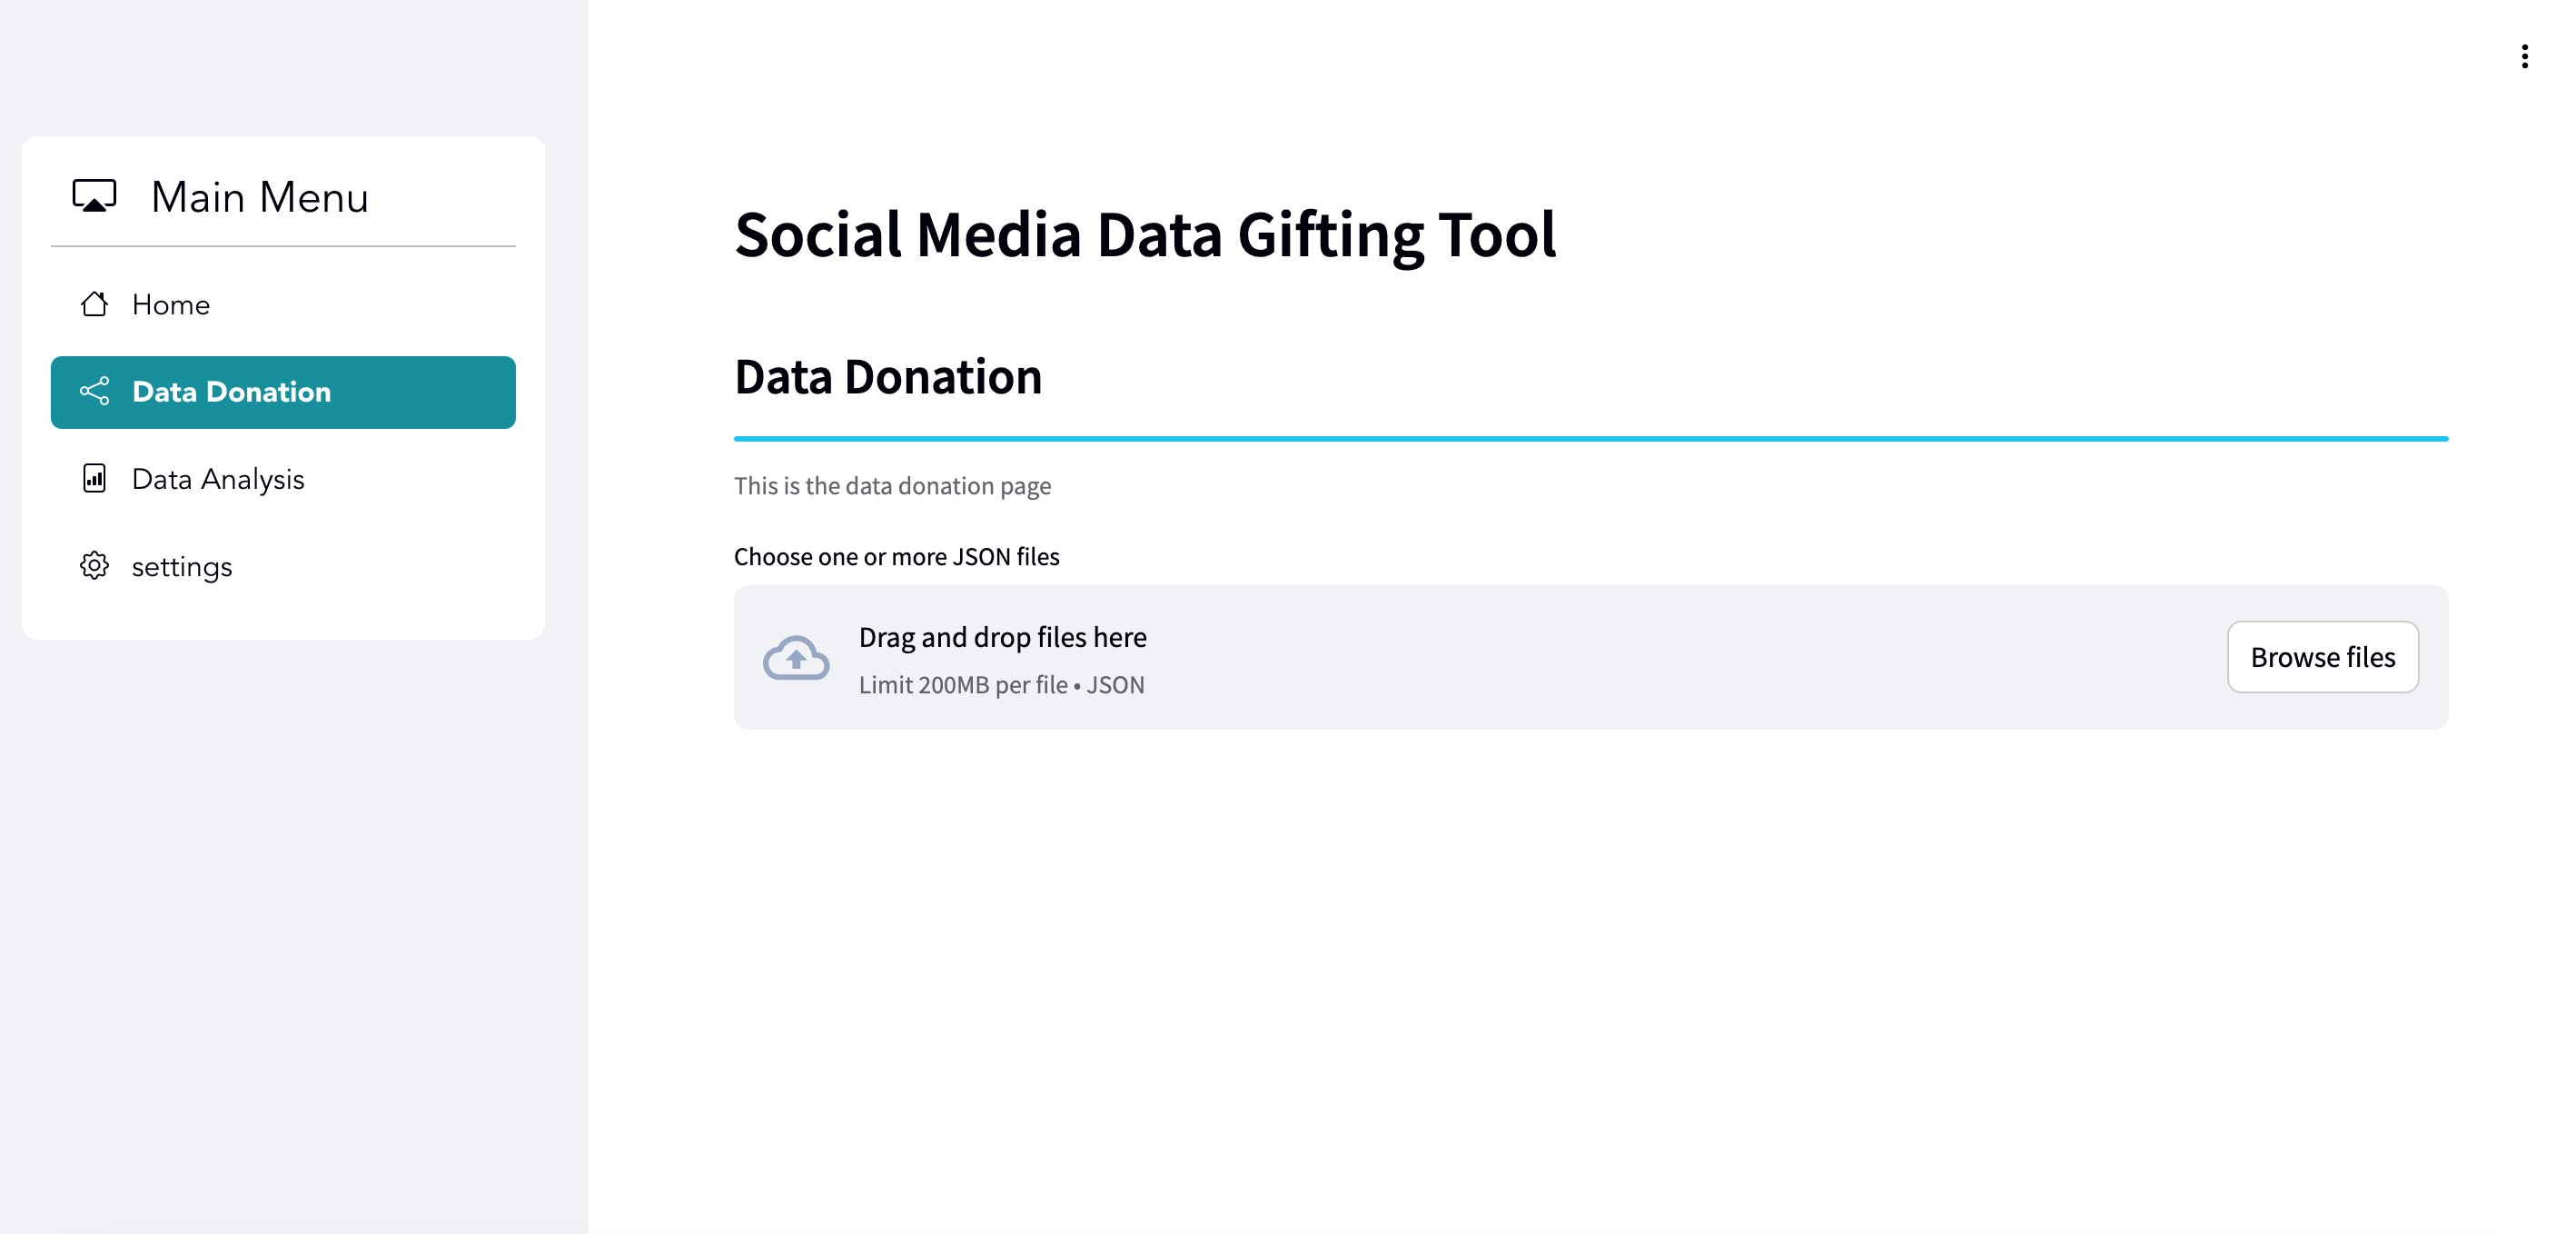 Main Menu
Home
Data Donation
Data Analysis
settings
Social Media Data Gifting Tool
Data Donation
This is the data donation page
Choose one or more JSON files
Drag and drop files here
Limit 200MB per file • JSON
Browse files